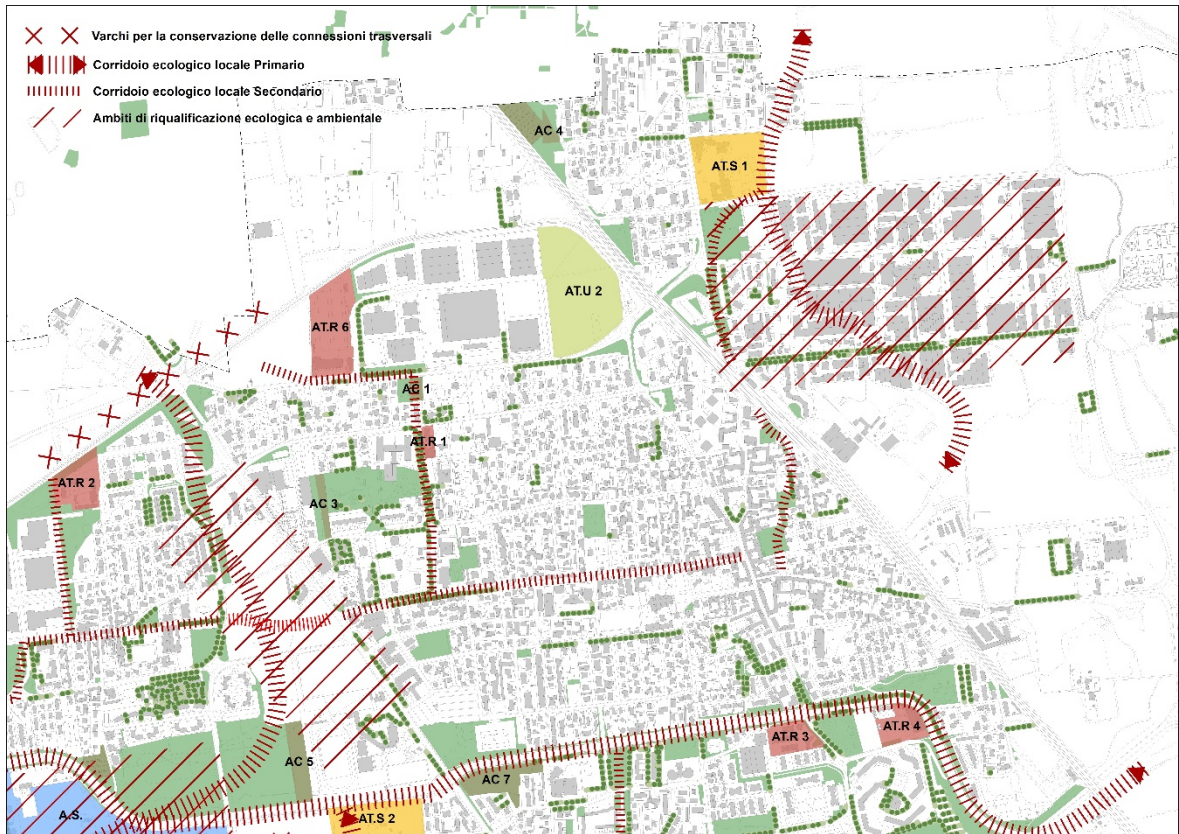 Varchi per la conservazione delle connessioni trasversali
Corridoio ecologico locale Primario
Corridoio ecologico locale Secondario
Ambiti di riqualificazione ecologica e ambientale
AC 4
AT.S 1
AT.U 2
AT.R 6
AC 1
AT.R 1
AT.R 2
AC 3
AT.R 4
AT.R 3
AC 5
AC 7
A.S.
AT.S 2